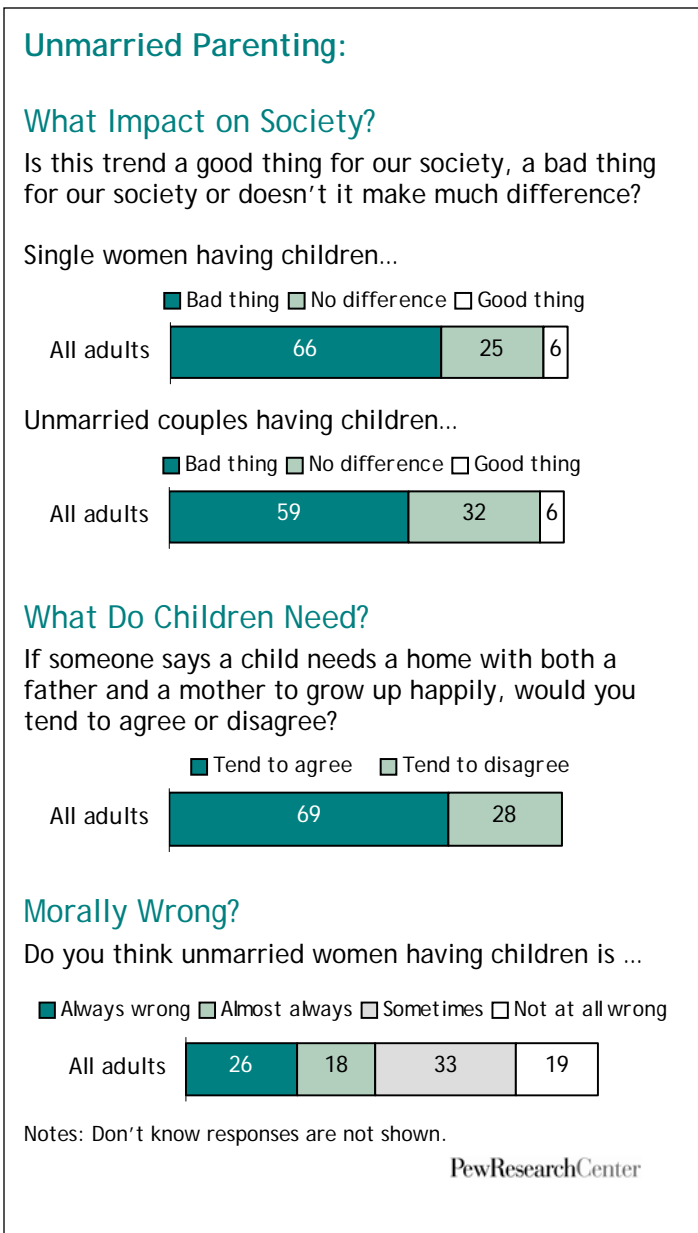 Unmarried Parenting:
What Impact on Society?
Is this trend a good thing for our society, a bad thing
for our society or doesn't it make much difference?
Single women having children...
Bad thing No difference Good thing
All adults 66 25 6
Unmarried couples having children...
Bad thing No difference Good thing
All adults 59 32 6
What Do Children Need?
If someone says a child needs a home with both a
father and a mother to grow up happily, would you
tend to agree or disagree?
Tend to agree Tend to disagree
All adults 69 28
Morally Wrong?
Do you think unmarried women having children is ...
Always wrong Almost always Sometimes Not at all wrong
All adults 26 18 33 19
Notes: Don't know responses are not shown.
PewResearchCenter